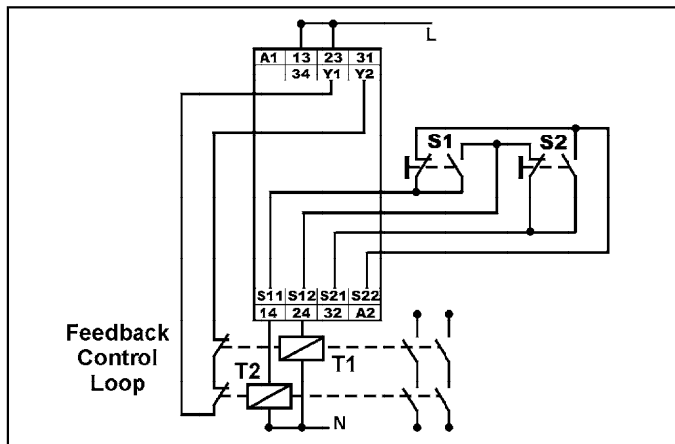 L
A1 13 23 31
34 Y1 Y2
S1 S2
S11 S12 S21 S22
14 24 32 A2
Feedback
Control
Loop
T1
T2
N